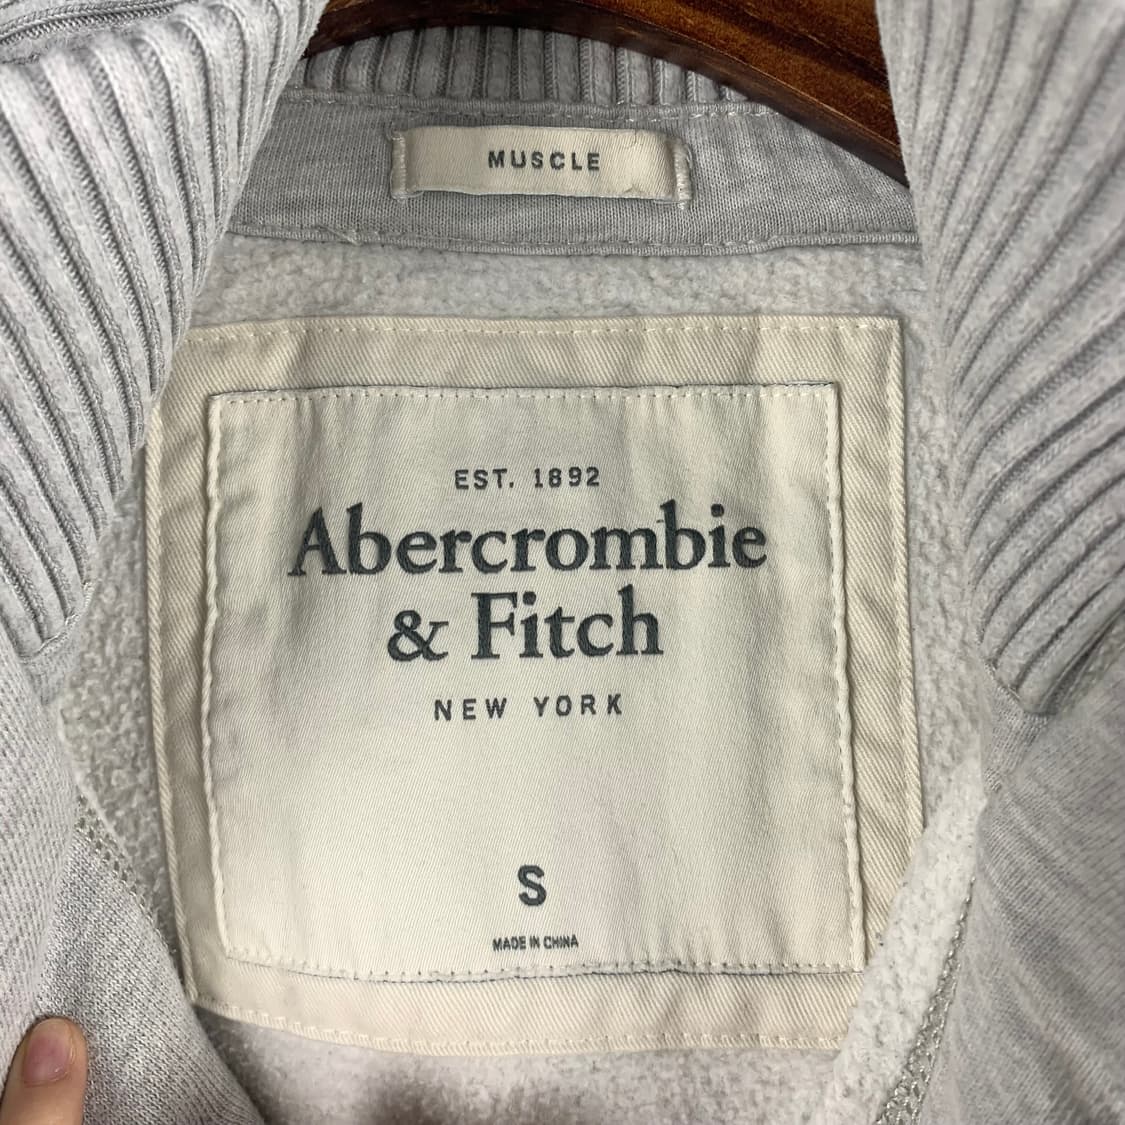 MUSCLE
EST. 1892
Abercrombie
& Fitch
NEW YORK
S
MADE IN CHINA